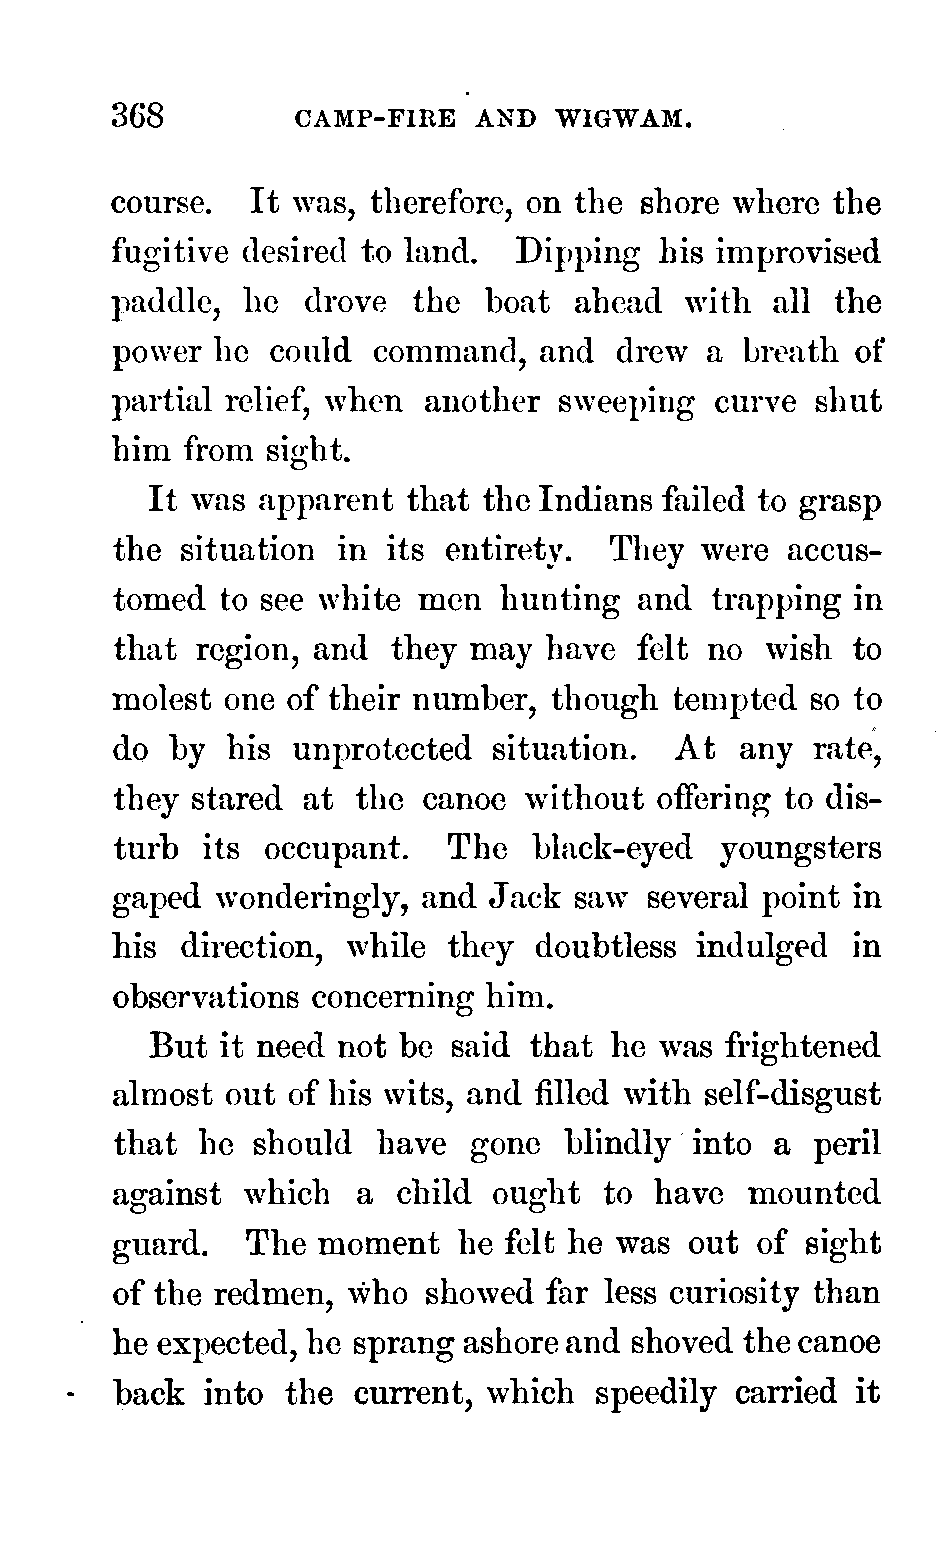 368 CAMP-FIRE AND WIGWAM.
course. It was, therefore, on the shore where the
fugitive desired to land. Dipping his improvised
paddle, he drove the boat ahead with all the
power he could command, and drew a breath of
partial relief, when another sweeping curve shut
him from sight.
It was apparent that the Indians failed to grasp
the situation in its entirety. They were accus-
tomed to see white men hunting and trapping in
that region, and they may have felt no wish to
molest one of their number, though tempted so to
do by his unprotected situation. At any rate,
they stared at the canoe without offering to dis-
turb its occupant. The black-eyed youngsters
gaped wonderingly, and Jack saw several point in
his direction, while they doubtless indulged in
observations concerning him.
But it need not be said that he was frightened
almost out of his wits, and filled with self-disgust
that he should have gone blindly into a peril
against which a child ought to have mounted
guard. The moment he felt he was out of sight
of the redmen, who showed far less curiosity than
he expected, he sprang ashore and shoved the canoe
back into the current, which speedily carried it